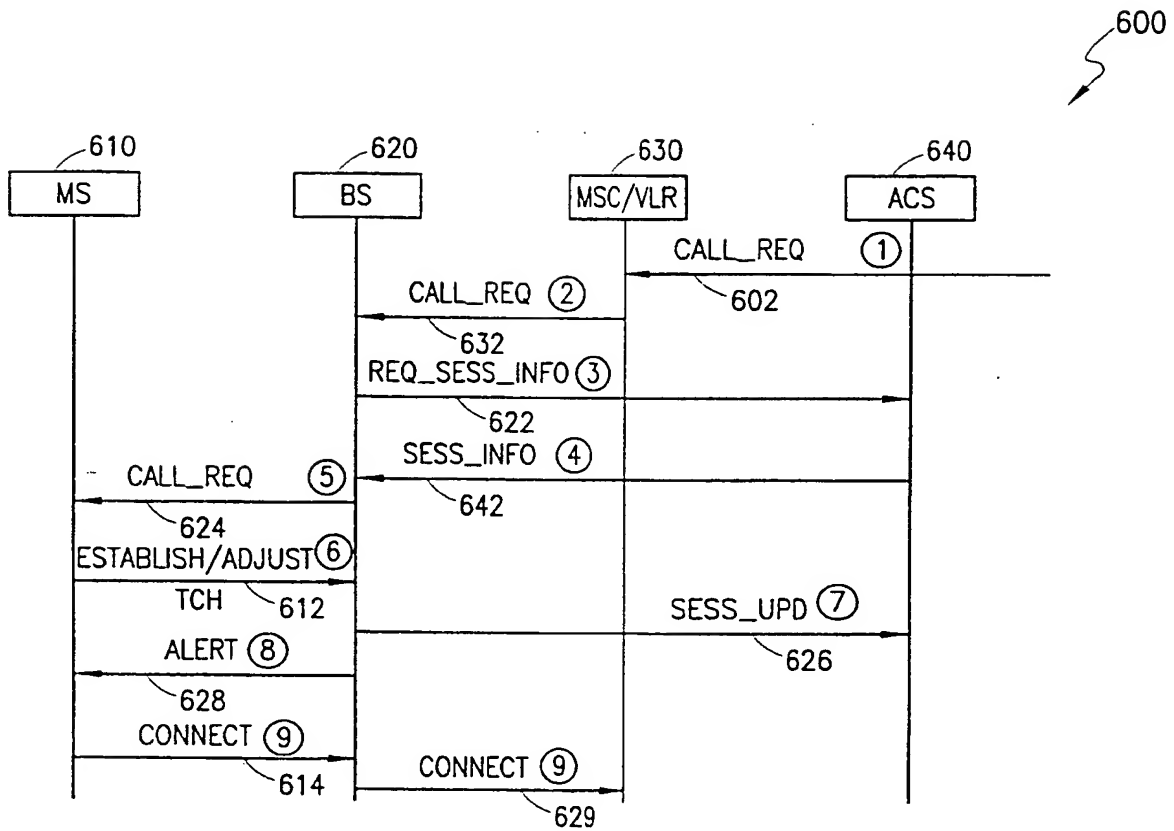 600
610
620
630
640
MS
BS
MSC/VLR
ACS
CALL_REQ ①
602
CALL_REQ ②
632
REQ_SESS_INFO ③
622
SESS_INFO ④
642
CALL_REQ ⑤
624
ESTABLISH/ADJUST ⑥
TCH
612
SESS_UPD ⑦
626
ALERT ⑧
628
CONNECT ⑨
614
CONNECT ⑨
629